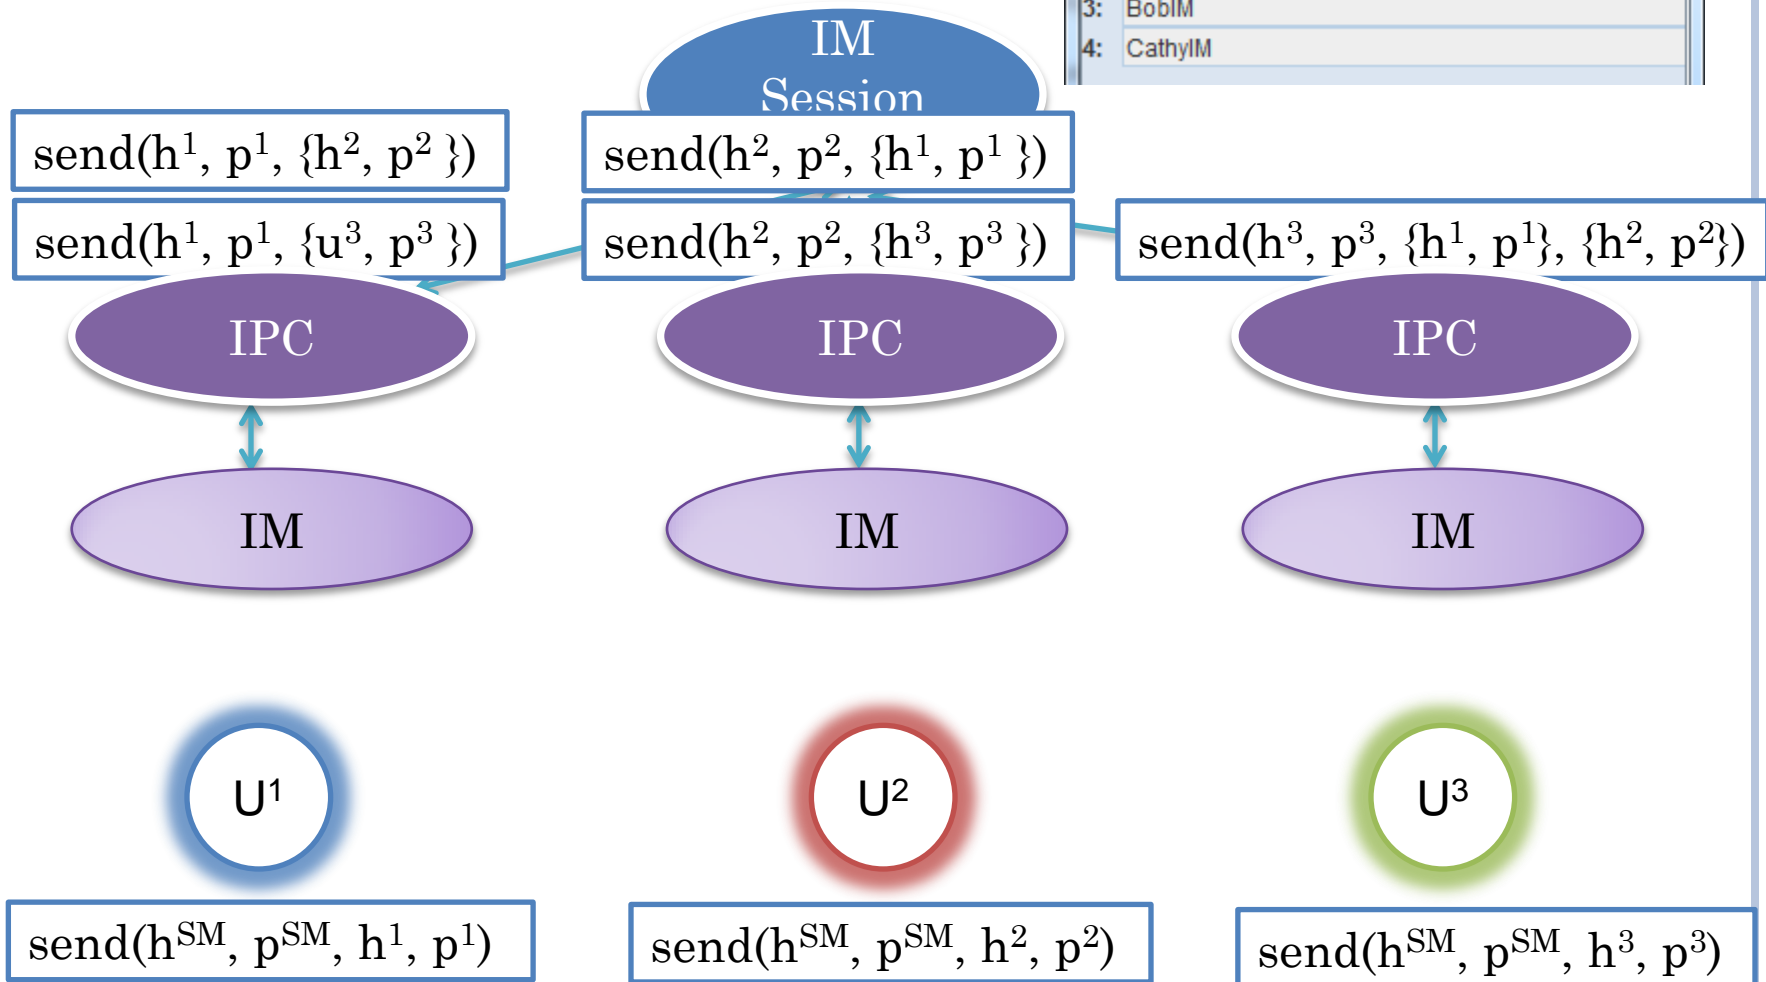 3: BobIM
4: CathyIM
IM
Session
send(h¹, p¹, {h², p² })
send(h², p², {h¹, p¹ })
send(h¹, p¹, {u³, p³ })
send(h², p², {h³, p³ })
send(h³, p³, {h¹, p¹}, {h², p²})
IPC
IPC
IPC
IM
IM
IM
U¹
U²
U³
send(hˢᴹ, pˢᴹ, h¹, p¹)
send(hˢᴹ, pˢᴹ, h², p²)
send(hˢᴹ, pˢᴹ, h³, p³)